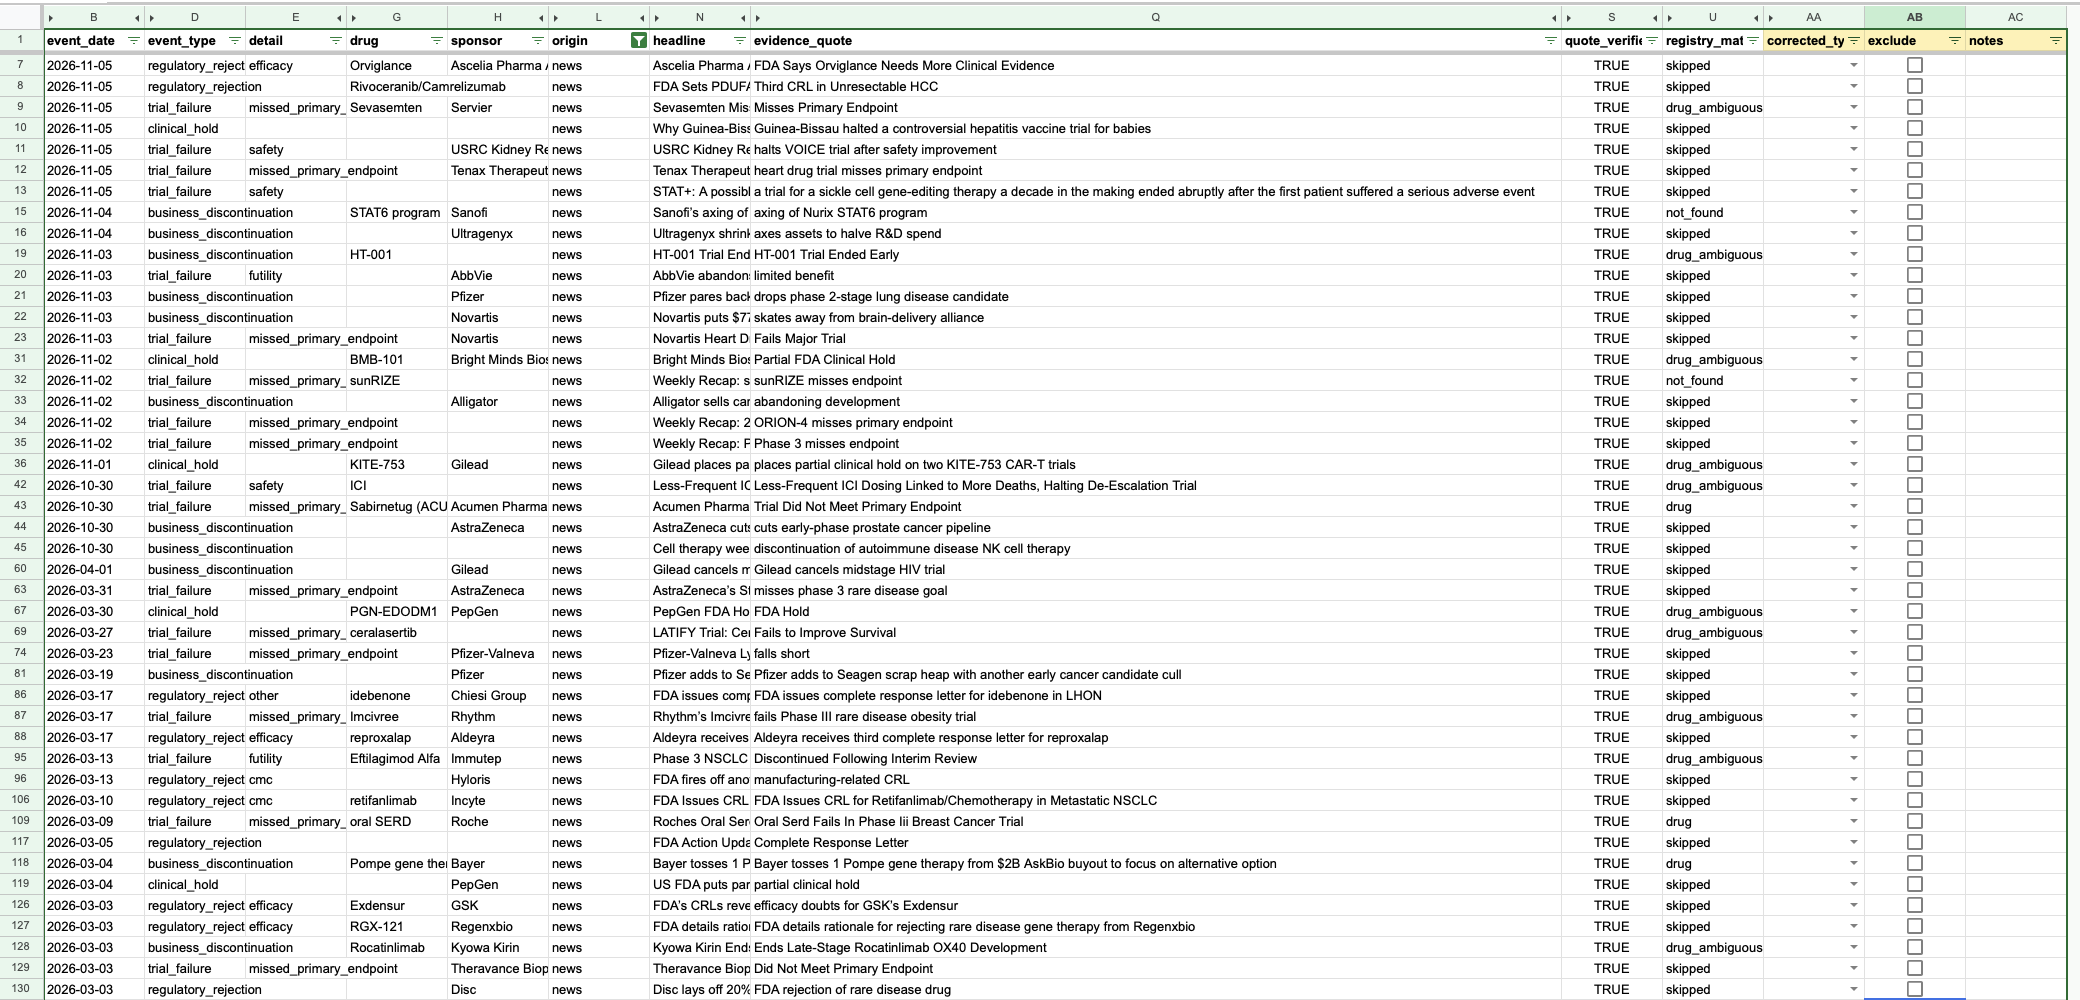 B D E G H L N Q S U AA AB AC
1 event_date event_type detail drug sponsor origin headline evidence_quote quote_verifie registry_mat corrected_ty exclude notes
7 2026-11-05 regulatory_reject efficacy Orviglance Ascelia Pharma A news Ascelia Pharma A FDA Says Orviglance Needs More Clinical Evidence TRUE skipped
8 2026-11-05 regulatory_rejection Rivoceranib/Camrelizumab news FDA Sets PDUFA Third CRL in Unresectable HCC TRUE skipped
9 2026-11-05 trial_failure missed_primary_ Sevasemten Servier news Sevasemten Mis Misses Primary Endpoint TRUE drug_ambiguous
10 2026-11-05 clinical_hold news Why Guinea-Biss Guinea-Bissau halted a controversial hepatitis vaccine trial for babies TRUE skipped
11 2026-11-05 trial_failure safety USRC Kidney Re news USRC Kidney Re halts VOICE trial after safety improvement TRUE skipped
12 2026-11-05 trial_failure missed_primary_endpoint Tenax Therapeut news Tenax Therapeut heart drug trial misses primary endpoint TRUE skipped
13 2026-11-05 trial_failure safety news STAT+: A possibl a trial for a sickle cell gene-editing therapy a decade in the making ended abruptly after the first patient suffered a serious adverse event TRUE skipped
15 2026-11-04 business_discontinuation STAT6 program Sanofi news Sanofi's axing of axing of Nurix STAT6 program TRUE not_found
16 2026-11-04 business_discontinuation Ultragenyx news Ultragenyx shrink axes assets to halve R&D spend TRUE skipped
19 2026-11-03 business_discontinuation HT-001 news HT-001 Trial End HT-001 Trial Ended Early TRUE drug_ambiguous
20 2026-11-03 trial_failure futility AbbVie news AbbVie abandon limited benefit TRUE skipped
21 2026-11-03 business_discontinuation Pfizer news Pfizer pares back drops phase 2-stage lung disease candidate TRUE skipped
22 2026-11-03 business_discontinuation Novartis news Novartis puts $77 skates away from brain-delivery alliance TRUE skipped
23 2026-11-03 trial_failure missed_primary_endpoint Novartis news Novartis Heart D Fails Major Trial TRUE skipped
31 2026-11-02 clinical_hold BMB-101 Bright Minds Bios news Bright Minds Bios Partial FDA Clinical Hold TRUE drug_ambiguous
32 2026-11-02 trial_failure missed_primary_ sunRIZE news Weekly Recap: s sunRIZE misses endpoint TRUE not_found
33 2026-11-02 business_discontinuation Alligator news Alligator sells car abandoning development TRUE skipped
34 2026-11-02 trial_failure missed_primary_endpoint news Weekly Recap: 2 ORION-4 misses primary endpoint TRUE skipped
35 2026-11-02 trial_failure missed_primary_endpoint news Weekly Recap: F Phase 3 misses endpoint TRUE skipped
36 2026-11-01 clinical_hold KITE-753 Gilead news Gilead places pa places partial clinical hold on two KITE-753 CAR-T trials TRUE drug_ambiguous
42 2026-10-30 trial_failure safety ICI news Less-Frequent IC Less-Frequent ICI Dosing Linked to More Deaths, Halting De-Escalation Trial TRUE drug_ambiguous
43 2026-10-30 trial_failure missed_primary_ Sabirnetug (ACU Acumen Pharma news Acumen Pharma Trial Did Not Meet Primary Endpoint TRUE drug
44 2026-10-30 business_discontinuation AstraZeneca news AstraZeneca cuts cuts early-phase prostate cancer pipeline TRUE skipped
45 2026-10-30 business_discontinuation news Cell therapy wee discontinuation of autoimmune disease NK cell therapy TRUE skipped
60 2026-04-01 business_discontinuation Gilead news Gilead cancels m Gilead cancels midstage HIV trial TRUE skipped
63 2026-03-31 trial_failure missed_primary_endpoint AstraZeneca news AstraZeneca's St misses phase 3 rare disease goal TRUE skipped
67 2026-03-30 clinical_hold PGN-EDODM1 PepGen news PepGen FDA Ho FDA Hold TRUE drug_ambiguous
69 2026-03-27 trial_failure missed_primary_ ceralasertib news LATIFY Trial: Cer Fails to Improve Survival TRUE drug_ambiguous
74 2026-03-23 trial_failure missed_primary_endpoint Pfizer-Valneva news Pfizer-Valneva Ly falls short TRUE skipped
81 2026-03-19 business_discontinuation Pfizer news Pfizer adds to Se Pfizer adds to Seagen scrap heap with another early cancer candidate cull TRUE skipped
86 2026-03-17 regulatory_reject other idebenone Chiesi Group news FDA issues comp FDA issues complete response letter for idebenone in LHON TRUE skipped
87 2026-03-17 trial_failure missed_primary_ Imcivree Rhythm news Rhythm's Imcivre fails Phase III rare disease obesity trial TRUE drug_ambiguous
88 2026-03-17 regulatory_reject efficacy reproxalap Aldeyra news Aldeyra receives Aldeyra receives third complete response letter for reproxalap TRUE skipped
95 2026-03-13 trial_failure futility Eftilagimod Alfa Immutep news Phase 3 NSCLC Discontinued Following Interim Review TRUE drug_ambiguous
96 2026-03-13 regulatory_reject cmc Hyloris news FDA fires off ano manufacturing-related CRL TRUE skipped
106 2026-03-10 regulatory_reject cmc retifanlimab Incyte news FDA Issues CRL FDA Issues CRL for Retifanlimab/Chemotherapy in Metastatic NSCLC TRUE skipped
109 2026-03-09 trial_failure missed_primary_ oral SERD Roche news Roches Oral Ser Oral Serd Fails In Phase Iii Breast Cancer Trial TRUE drug
117 2026-03-05 regulatory_rejection news FDA Action Upda Complete Response Letter TRUE skipped
118 2026-03-04 business_discontinuation Pompe gene ther Bayer news Bayer tosses 1 P Bayer tosses 1 Pompe gene therapy from $2B AskBio buyout to focus on alternative option TRUE drug
119 2026-03-04 clinical_hold PepGen news US FDA puts par partial clinical hold TRUE skipped
126 2026-03-03 regulatory_reject efficacy Exdensur GSK news FDA's CRLs reve efficacy doubts for GSK's Exdensur TRUE skipped
127 2026-03-03 regulatory_reject efficacy RGX-121 Regenxbio news FDA details ratio FDA details rationale for rejecting rare disease gene therapy from Regenxbio TRUE skipped
128 2026-03-03 business_discontinuation Rocatinlimab Kyowa Kirin news Kyowa Kirin Ends Ends Late-Stage Rocatinlimab OX40 Development TRUE drug_ambiguous
129 2026-03-03 trial_failure missed_primary_endpoint Theravance Biop news Theravance Biop Did Not Meet Primary Endpoint TRUE skipped
130 2026-03-03 regulatory_rejection Disc news Disc lays off 20% FDA rejection of rare disease drug TRUE skipped